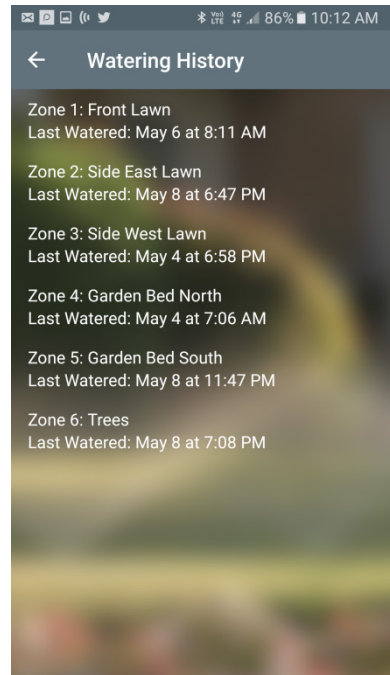 86% 10:12 AM
Watering History
Zone 1: Front Lawn
Last Watered: May 6 at 8:11 AM
Zone 2: Side East Lawn
Last Watered: May 8 at 6:47 PM
Zone 3: Side West Lawn
Last Watered: May 4 at 6:58 PM
Zone 4: Garden Bed North
Last Watered: May 4 at 7:06 AM
Zone 5: Garden Bed South
Last Watered: May 8 at 11:47 PM
Zone 6: Trees
Last Watered: May 8 at 7:08 PM